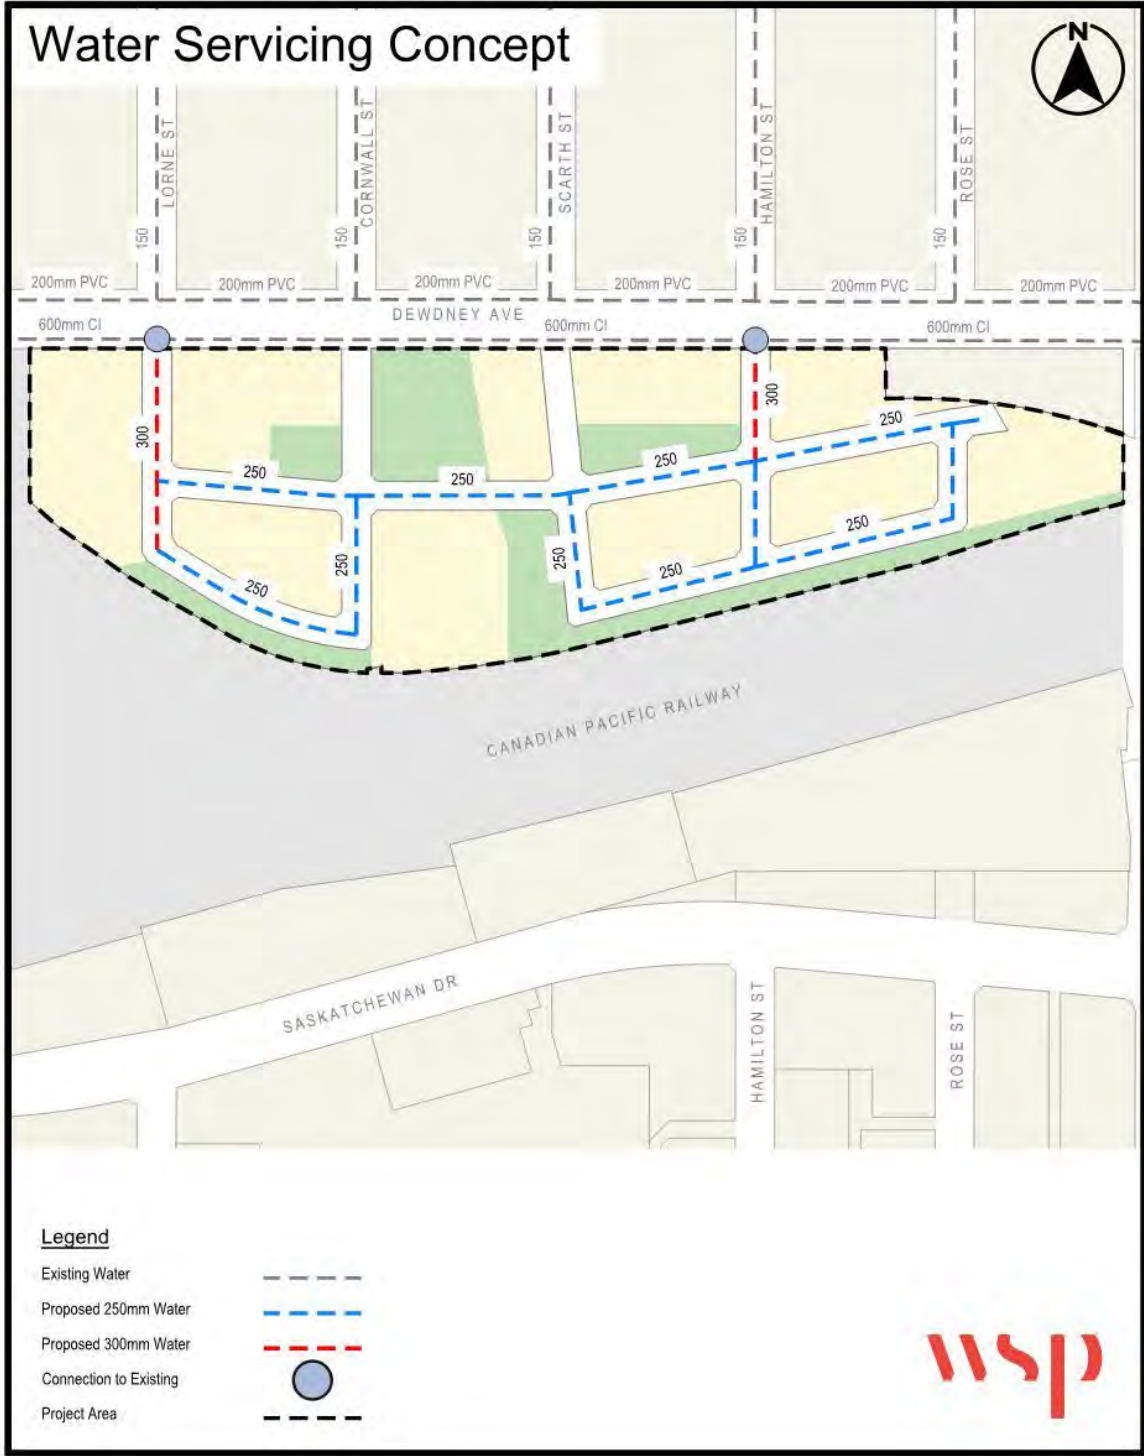 Water Servicing Concept
N
LORNE ST
CORNWALL ST
SCARTH ST
HAMILTON ST
ROSE ST
150
150
150
150
150
200mm PVC
200mm PVC
200mm PVC
200mm PVC
200mm PVC
200mm PVC
DEWDNEY AVE
600mm CI
600mm CI
600mm CI
300
300
250
250
250
250
250
250
250
250
250
250
CANADIAN PACIFIC RAILWAY
SASKATCHEWAN DR
HAMILTON ST
ROSE ST
Legend
Existing Water
Proposed 250mm Water
Proposed 300mm Water
Connection to Existing
Project Area
wsp